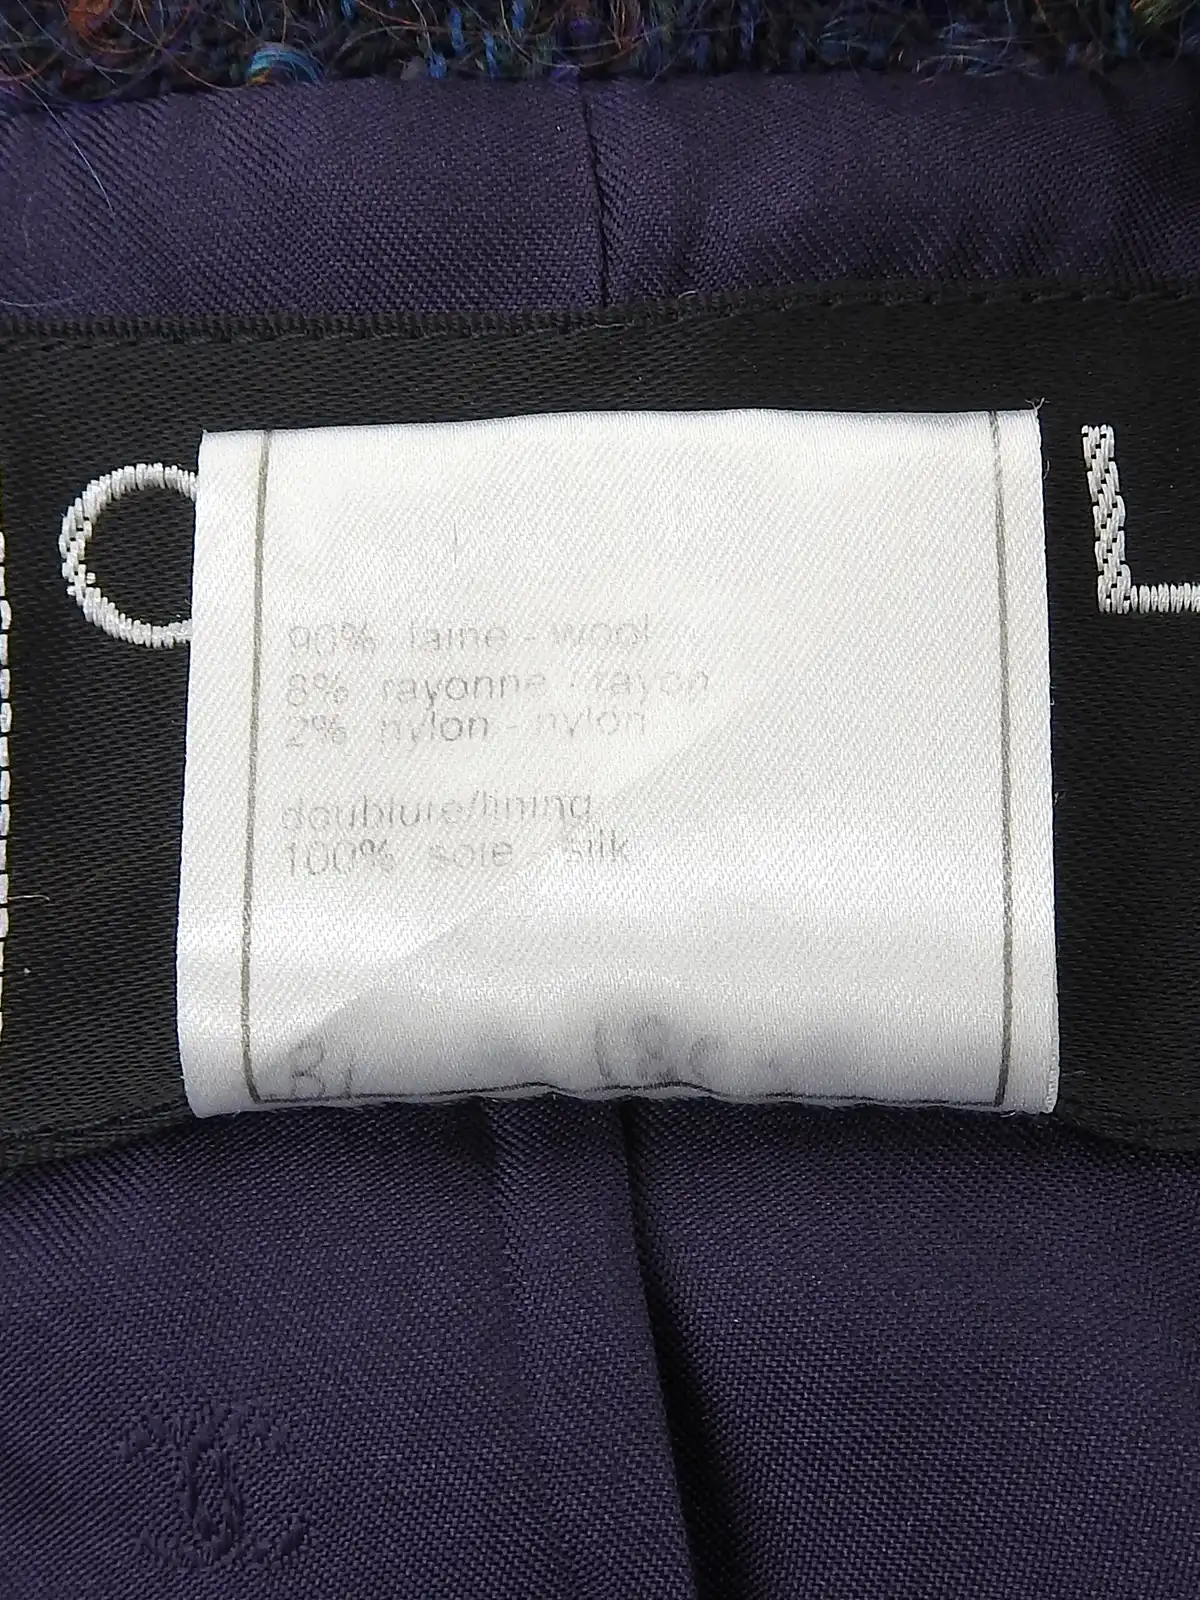 C L
90% laine - wool
8% rayonne - rayon
2% nylon - nylon
doublure/lining
100% soie silk